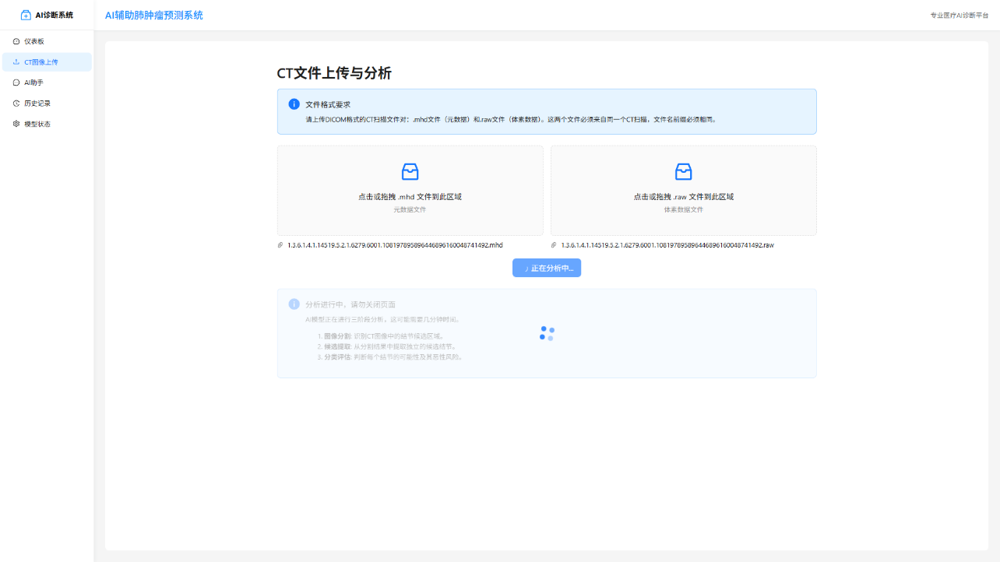 AI诊断系统
AI辅助肺肿瘤预测系统
专业医疗AI诊断平台
仪表板
CT图像上传
AI助手
历史记录
模型状态
CT文件上传与分析
文件格式要求
请上传DICOM格式的CT扫描文件对：.mhd文件（元数据）和.raw文件（体素数据）。这两个文件必须来自同一个CT扫描，文件名前缀必须相同。
点击或拖拽 .mhd 文件到此区域
元数据文件
点击或拖拽 .raw 文件到此区域
体素数据文件
1.3.6.1.4.1.14519.5.2.1.6279.6001.108197895896446896160048741492.mhd
1.3.6.1.4.1.14519.5.2.1.6279.6001.108197895896446896160048741492.raw
正在分析中...
分析进行中，请勿关闭页面
AI模型正在进行三阶段分析，这可能需要几分钟时间。
1. 图像分割: 识别CT图像中的结节候选区域。
2. 候选提取: 从分割结果中提取独立的候选结节。
3. 分类评估: 判断每个结节的可能性及其恶性风险。